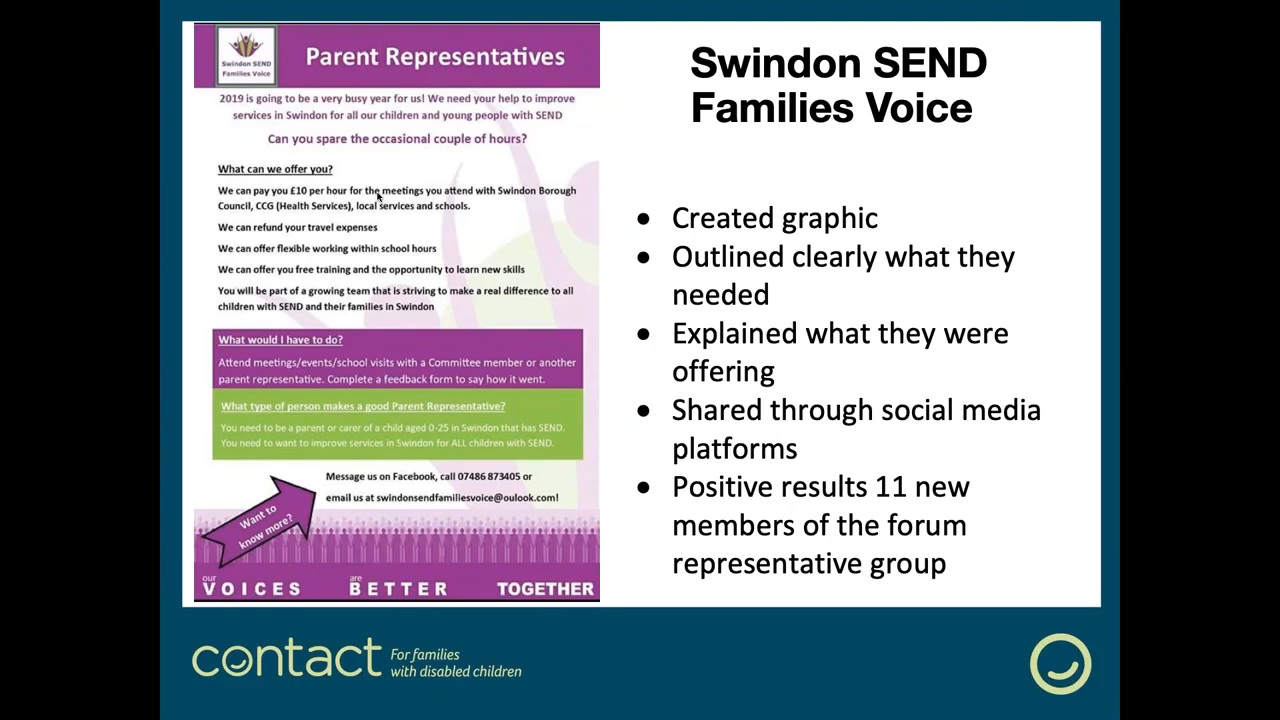 Swindon SEND
Families Voice
Parent Representatives
2019 is going to be a very busy year for us! We need your help to improve
services in Swindon for all our children and young people with SEND
Can you spare the occasional couple of hours?
What can we offer you?
We can pay you £10 per hour for the meetings you attend with Swindon Borough
Council, CCG (Health Services), local services and schools.
We can refund your travel expenses
We can offer flexible working within school hours
We can offer you free training and the opportunity to learn new skills
You will be part of a growing team that is striving to make a real difference to all
children with SEND and their families in Swindon
What would I have to do?
Attend meetings/events/school visits with a Committee member or another
parent representative. Complete a feedback form to say how it went.
What type of person makes a good Parent Representative?
You need to be a parent or carer of a child aged 0-25 in Swindon that has SEND.
You need to want to improve services in Swindon for ALL children with SEND.
Message us on Facebook, call 07486 873405 or
email us at swindonsendfamiliesvoice@oulook.com!
Want to
know more?
our VOICES are BETTER TOGETHER
Swindon SEND
Families Voice
• Created graphic
• Outlined clearly what they
needed
• Explained what they were
offering
• Shared through social media
platforms
• Positive results 11 new
members of the forum
representative group
contact
For families
with disabled children